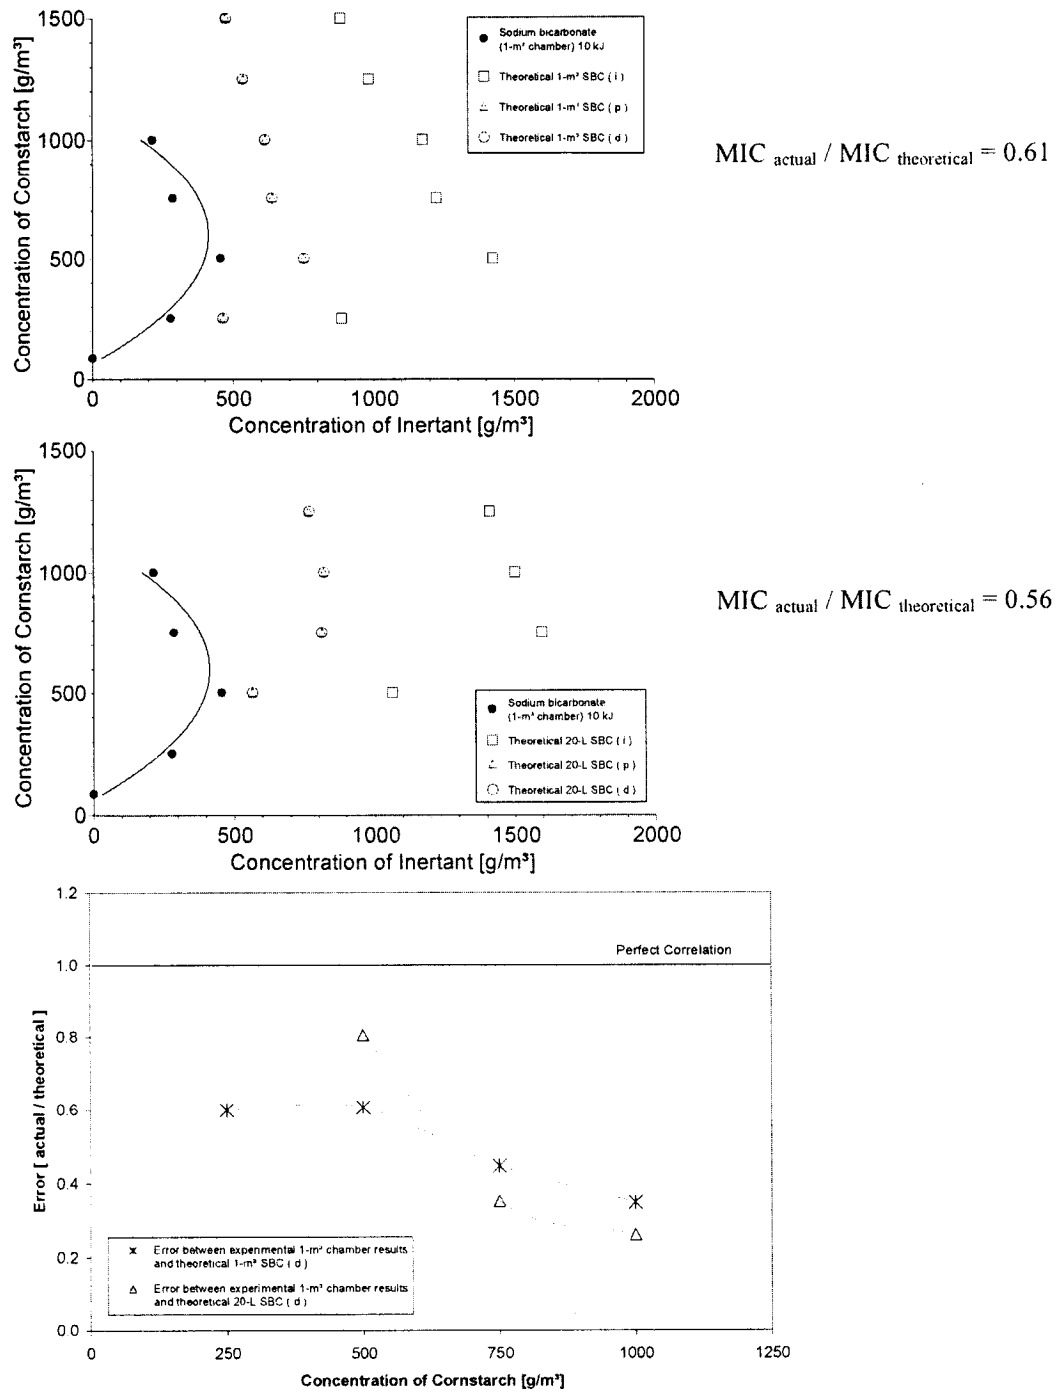 1500
1000
500
0
Concentration of Cornstarch [g/m³]
Sodium bicarbonate
(1-m³ chamber) 10 kJ
Theoretical 1-m³ SBC ( i )
Theoretical 1-m³ SBC ( p )
Theoretical 1-m³ SBC ( d )
MIC actual / MIC theoretical = 0.61
0 500 1000 1500 2000
Concentration of Inertant [g/m³]
1500
1000
500
0
Concentration of Cornstarch [g/m³]
MIC actual / MIC theoretical = 0.56
Sodium bicarbonate
(1-m³ chamber) 10 kJ
Theoretical 20-L SBC ( i )
Theoretical 20-L SBC ( p )
Theoretical 20-L SBC ( d )
0 500 1000 1500 2000
Concentration of Inertant [g/m³]
1.2
1.0
0.8
0.6
0.4
0.2
0.0
Error [ actual / theoretical ]
Perfect Correlation
Error between experimental 1-m³ chamber results
and theoretical 1-m³ SBC ( d )
Error between experimental 1-m³ chamber results
and theoretical 20-L SBC ( d )
0 250 500 750 1000 1250
Concentration of Cornstarch [g/m³]